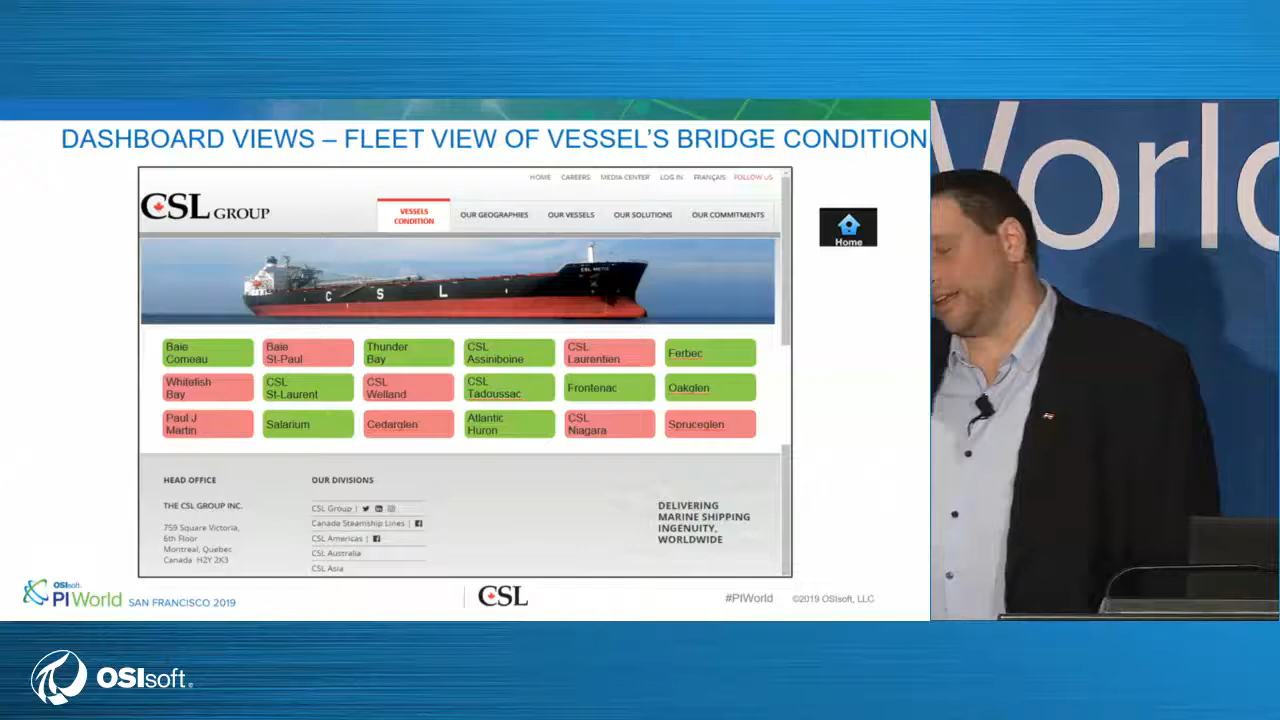 DASHBOARD VIEWS – FLEET VIEW OF VESSEL'S BRIDGE CONDITION
HOME CAREERS MEDIA CENTER LOG IN FRANÇAIS FOLLOW US
CSL GROUP
VESSELS
CONDITION
OUR GEOGRAPHIES OUR VESSELS OUR SOLUTIONS OUR COMMITMENTS
Home
C S L
Baie
Comeau
Baie
St-Paul
Thunder
Bay
CSL
Assiniboine
CSL
Laurentien
Ferbec
Whitefish
Bay
CSL
St-Laurent
CSL
Welland
CSL
Tadoussac
Frontenac
Oakglen
Paul J
Martin
Salarium
Cedarglen
Atlantic
Huron
CSL
Niagara
Spruceglen
HEAD OFFICE
THE CSL GROUP INC.
759 Square Victoria,
6th Floor
Montreal, Quebec
Canada H2Y 2K3
OUR DIVISIONS
CSL Group |
Canada Steamship Lines |
CSL Americas |
CSL Australia
CSL Asia
DELIVERING
MARINE SHIPPING
INGENUITY,
WORLDWIDE
OSIsoft.
PIWorld SAN FRANCISCO 2019
CSL
#PIWorld ©2019 OSIsoft, LLC
World
OSIsoft.